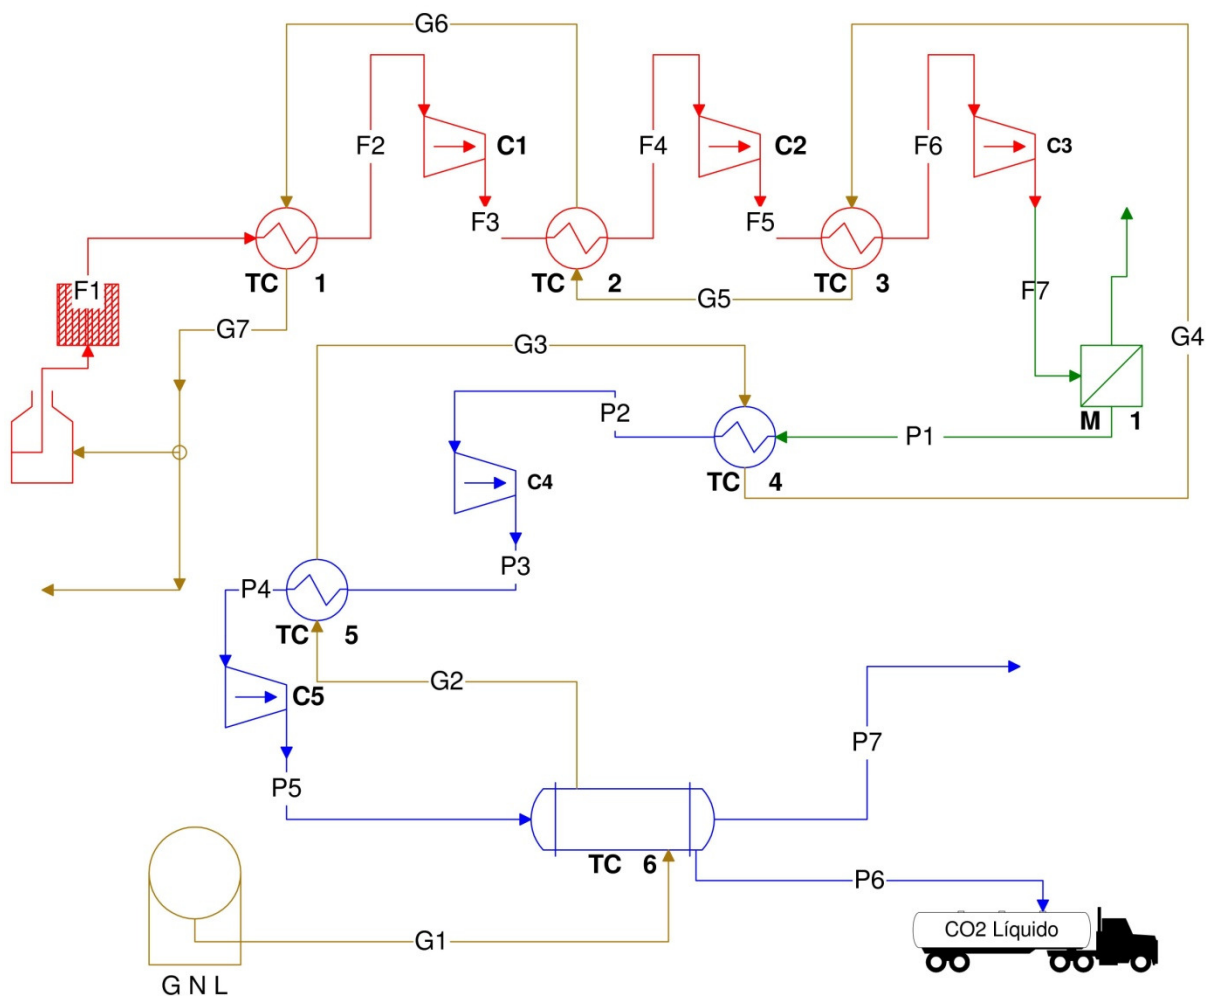 G6
F2
C1
F4
C2
F6
C3
F3
F5
TC 1
TC 2
TC 3
F1
G5
F7
G7
G4
G3
P2
M 1
P1
TC 4
C4
P3
P4
TC 5
G2
C5
P7
P5
TC 6
P6
CO2 Líquido
G1
G N L